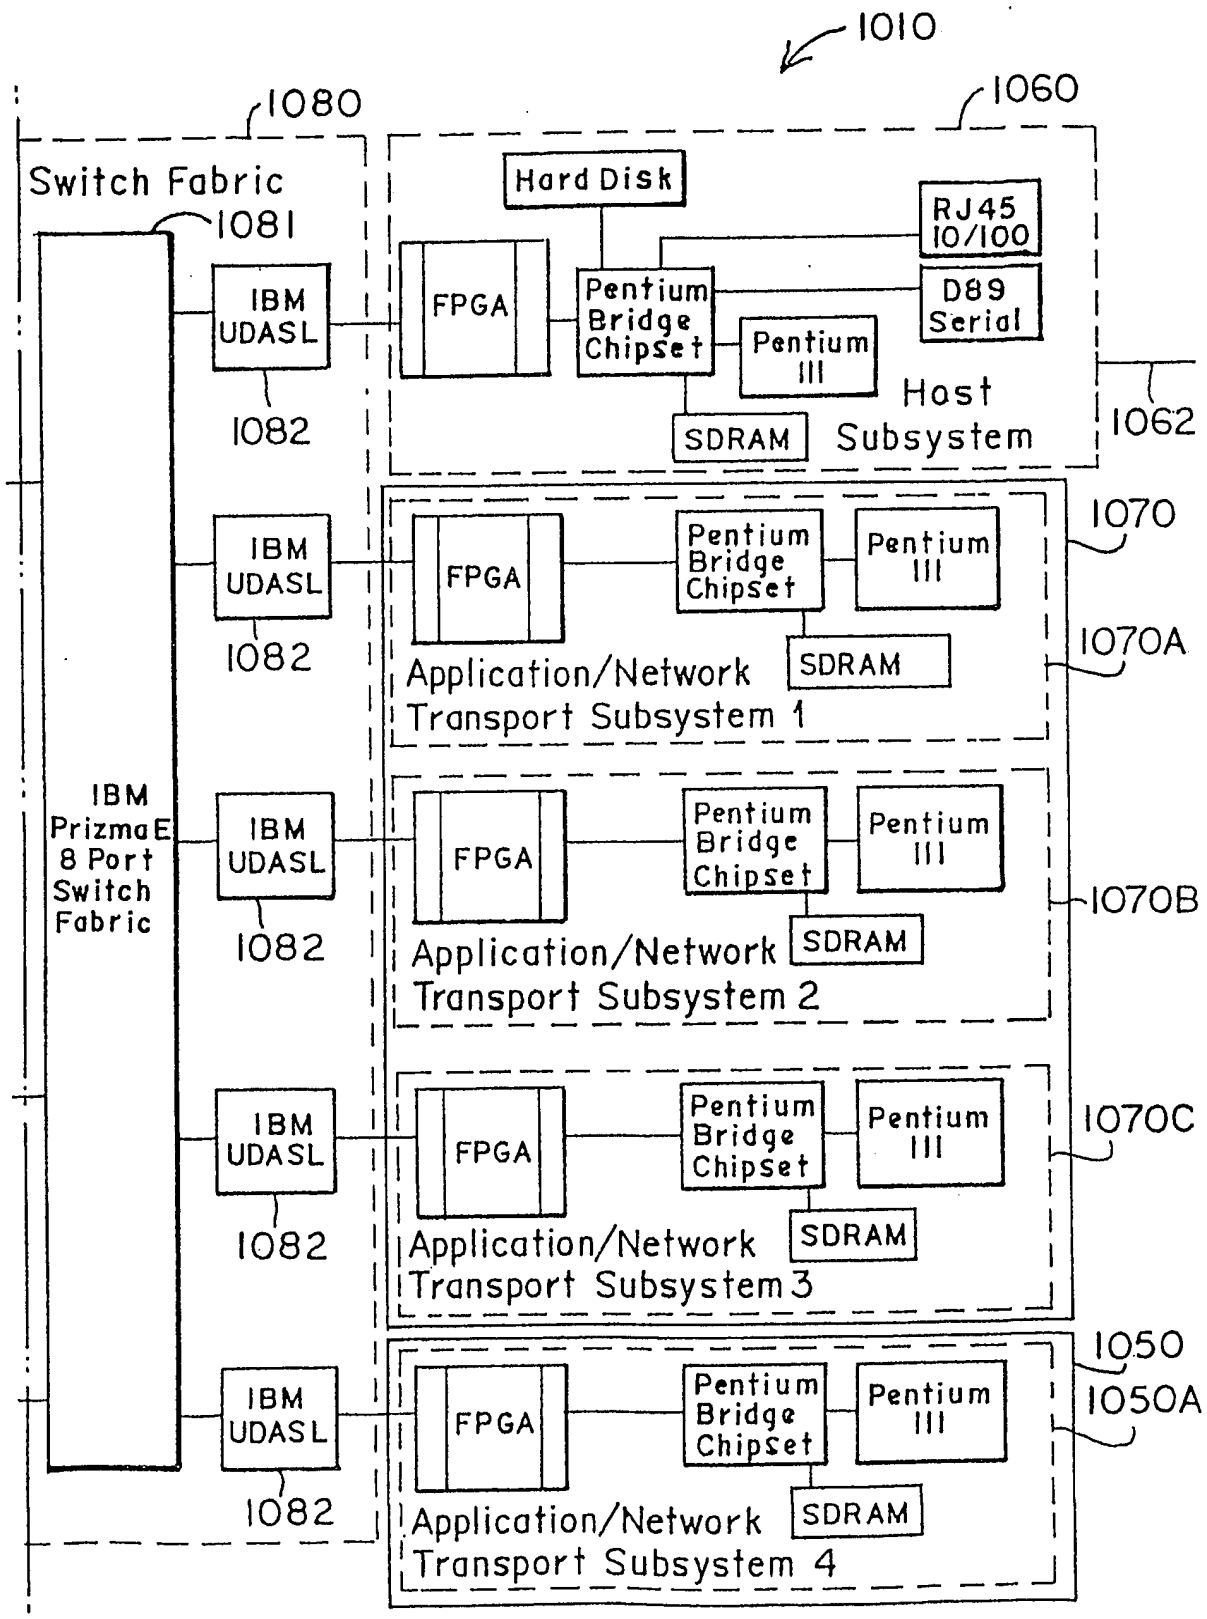 1010
1080
1060
Switch Fabric
1081
Hard Disk
RJ45
10/100
IBM
UDASL
1082
FPGA
Pentium
Bridge
Chipset
D89
Serial
Pentium
III
SDRAM
Host
Subsystem
1062
IBM
UDASL
1082
FPGA
Pentium
Bridge
Chipset
Pentium
III
SDRAM
1070
1070A
Application/Network
Transport Subsystem 1
IBM
PrizmaE
8 Port
Switch
Fabric
IBM
UDASL
1082
FPGA
Pentium
Bridge
Chipset
Pentium
III
SDRAM
1070B
Application/Network
Transport Subsystem 2
IBM
UDASL
1082
FPGA
Pentium
Bridge
Chipset
Pentium
III
SDRAM
1070C
Application/Network
Transport Subsystem 3
IBM
UDASL
1082
FPGA
Pentium
Bridge
Chipset
Pentium
III
SDRAM
1050
1050A
Application/Network
Transport Subsystem 4